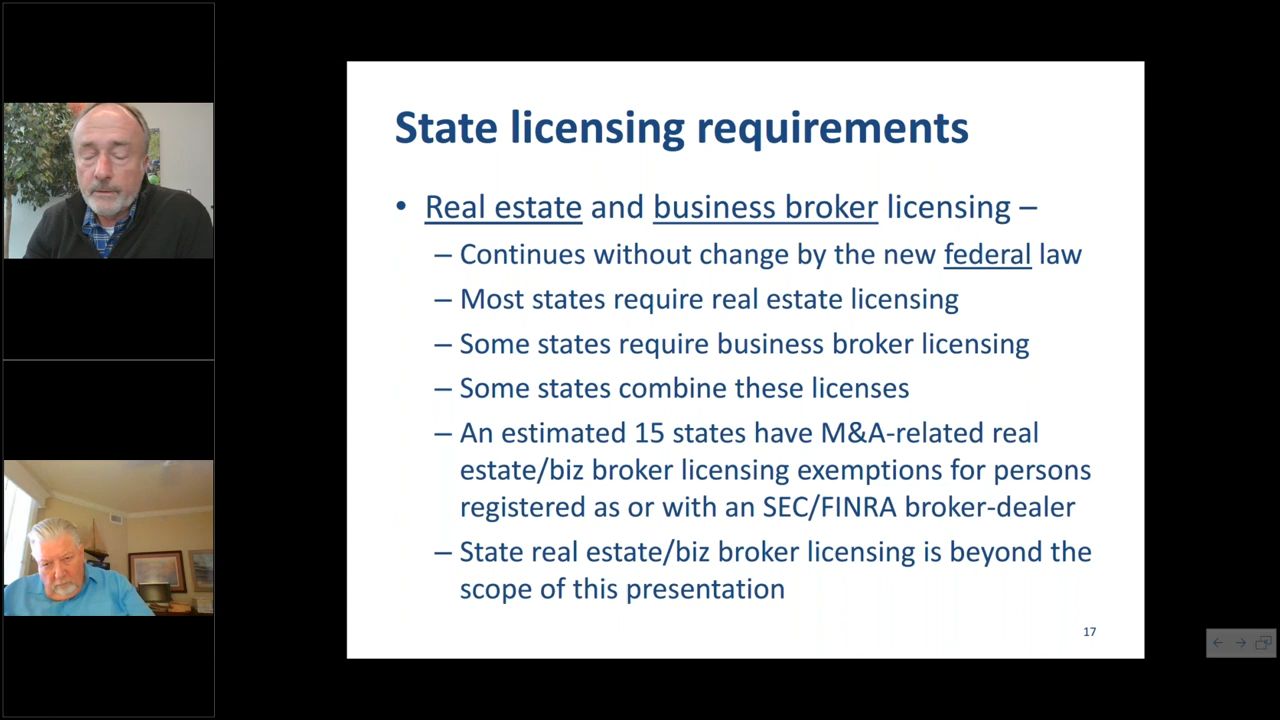 State licensing requirements
• Real estate and business broker licensing –
– Continues without change by the new federal law
– Most states require real estate licensing
– Some states require business broker licensing
– Some states combine these licenses
– An estimated 15 states have M&A-related real
estate/biz broker licensing exemptions for persons
registered as or with an SEC/FINRA broker-dealer
– State real estate/biz broker licensing is beyond the
scope of this presentation
17